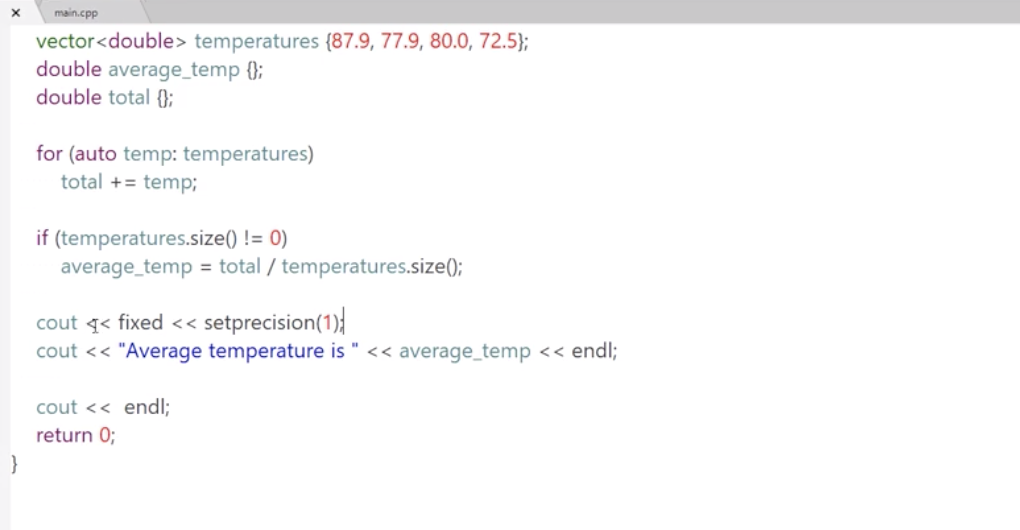 main.cpp
vector<double> temperatures {87.9, 77.9, 80.0, 72.5};
double average_temp {};
double total {};
for (auto temp: temperatures)
total += temp;
if (temperatures.size() != 0)
average_temp = total / temperatures.size();
cout << fixed << setprecision(1);
cout << "Average temperature is " << average_temp << endl;
cout <<  endl;
return 0;
}